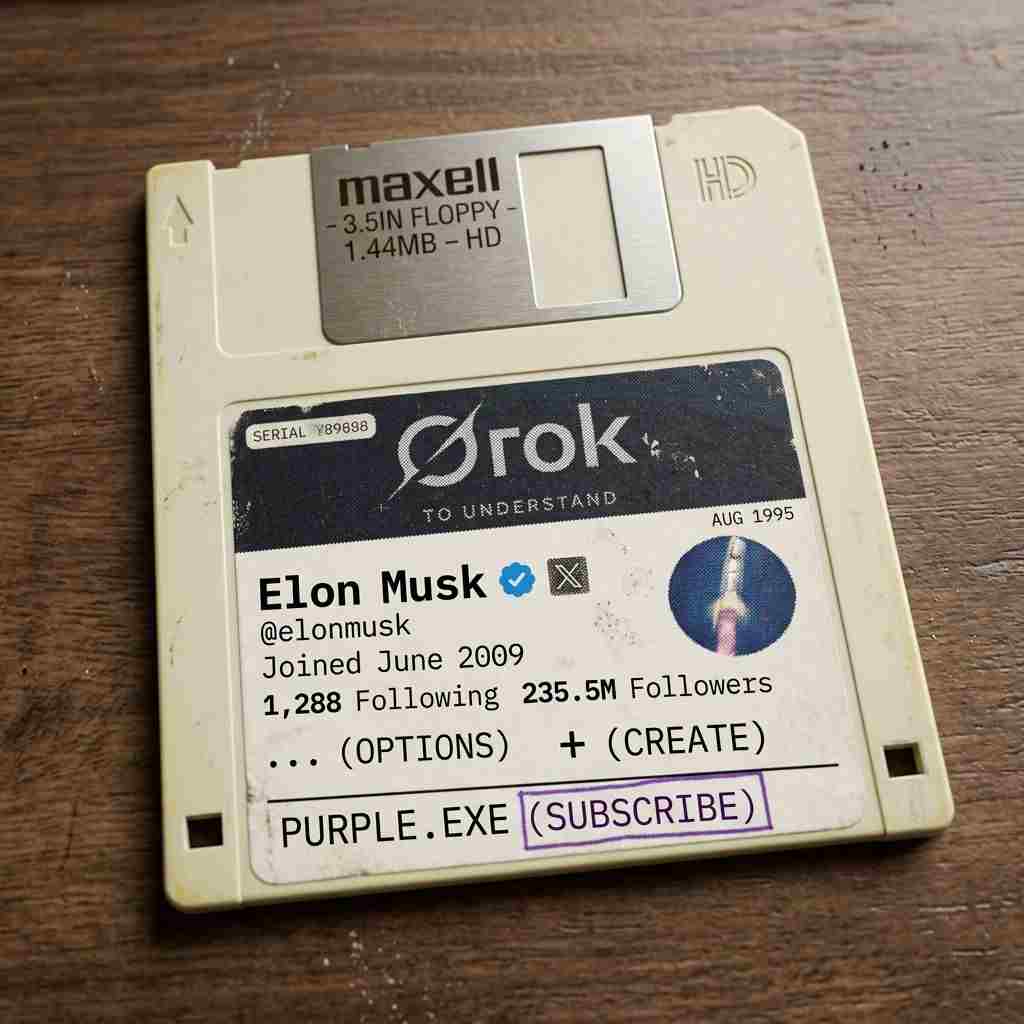 maxell
- 3.5IN FLOPPY -
1.44MB – HD
HD
SERIAL Y89898
Grok
TO UNDERSTAND
AUG 1995
Elon Musk X
@elonmusk
Joined June 2009
1,288 Following 235.5M Followers
... (OPTIONS) + (CREATE)
PURPLE.EXE (SUBSCRIBE)